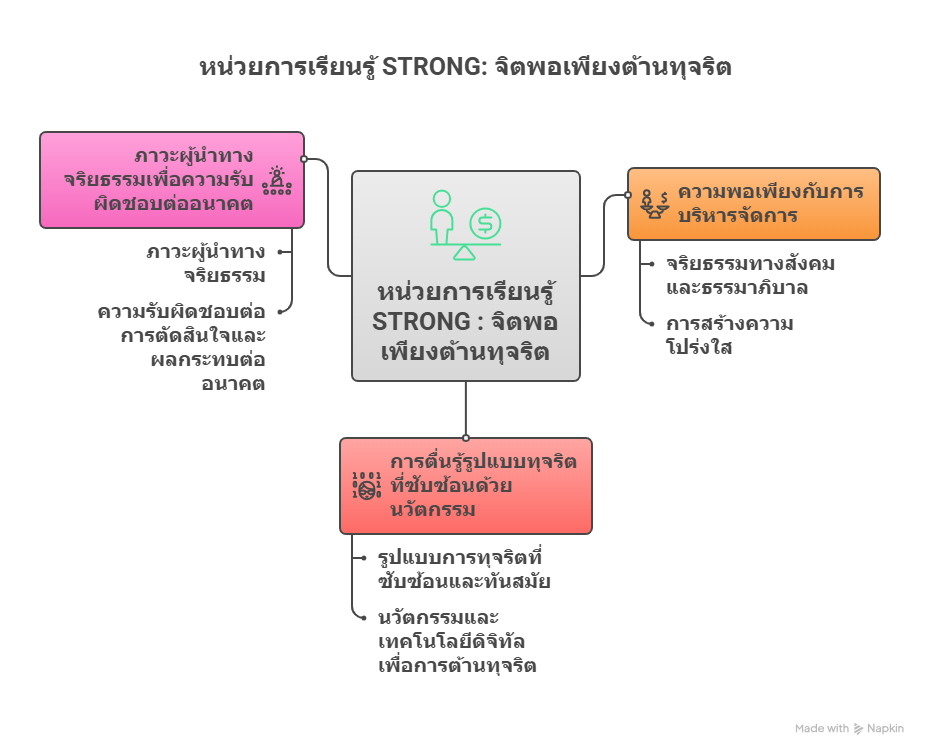 หน่วยการเรียนรู้ STRONG: จิตพอเพียงต้านทุจริต
ภาวะผู้นำทาง
จริยธรรมเพื่อความรับ
ผิดชอบต่ออนาคต
ภาวะผู้นำทาง
จริยธรรม
ความรับผิดชอบต่อ
การตัดสินใจและ
ผลกระทบต่อ
อนาคต
หน่วยการเรียนรู้
STRONG : จิตพอ
เพียงต้านทุจริต
ความพอเพียงกับการ
บริหารจัดการ
จริยธรรมทางสังคม
และธรรมาภิบาล
การสร้างความ
โปร่งใส
1001
0 1
1 0
การตื่นรู้รูปแบบทุจริต
ที่ซับซ้อนด้วย
นวัตกรรม
รูปแบบการทุจริตที่
ซับซ้อนและทันสมัย
นวัตกรรมและ
เทคโนโลยีดิจิทัล
เพื่อการต้านทุจริต
Made with Napkin